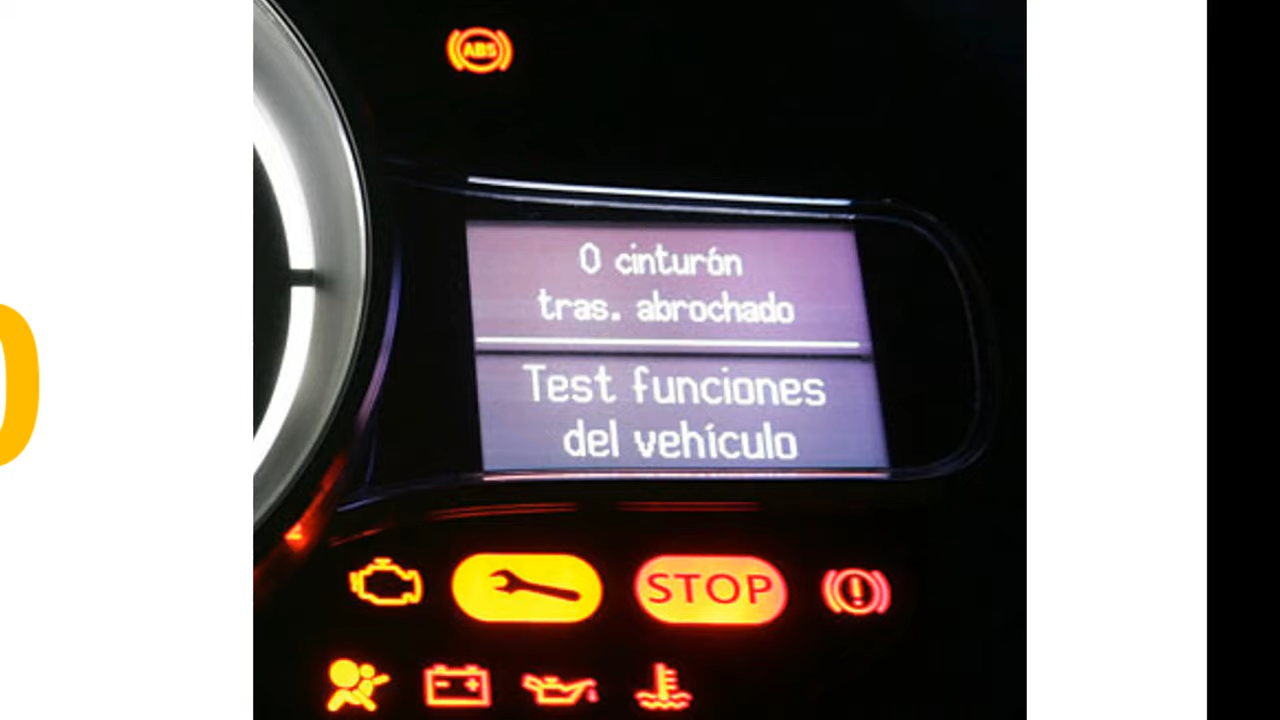 ABS
0 cinturón
tras. abrochado
Test funciones
del vehículo
STOP